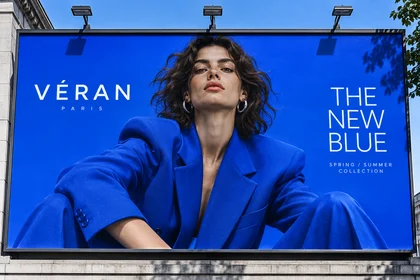 VÉRAN
PARIS
THE
NEW
BLUE
SPRING / SUMMER
COLLECTION